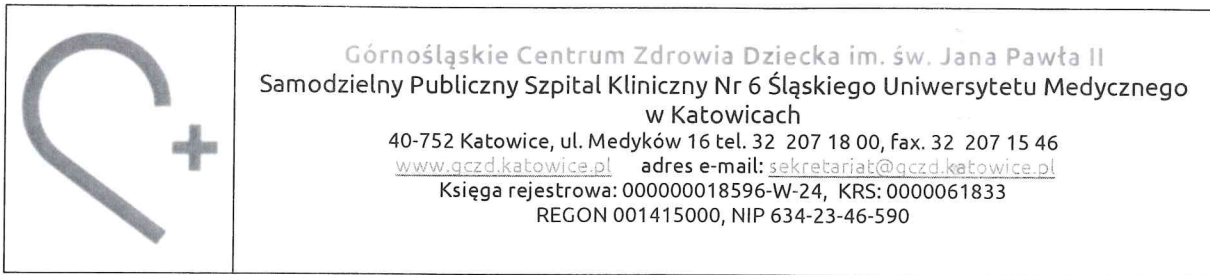 Górnośląskie Centrum Zdrowia Dziecka im. św. Jana Pawła II
Samodzielny Publiczny Szpital Kliniczny Nr 6 Śląskiego Uniwersytetu Medycznego
w Katowicach
40-752 Katowice, ul. Medyków 16 tel. 32 207 18 00, fax. 32 207 15 46
www.gczd.katowice.pl adres e-mail: sekretariat@gczd.katowice.pl
Księga rejestrowa: 000000018596-W-24, KRS: 0000061833
REGON 001415000, NIP 634-23-46-590